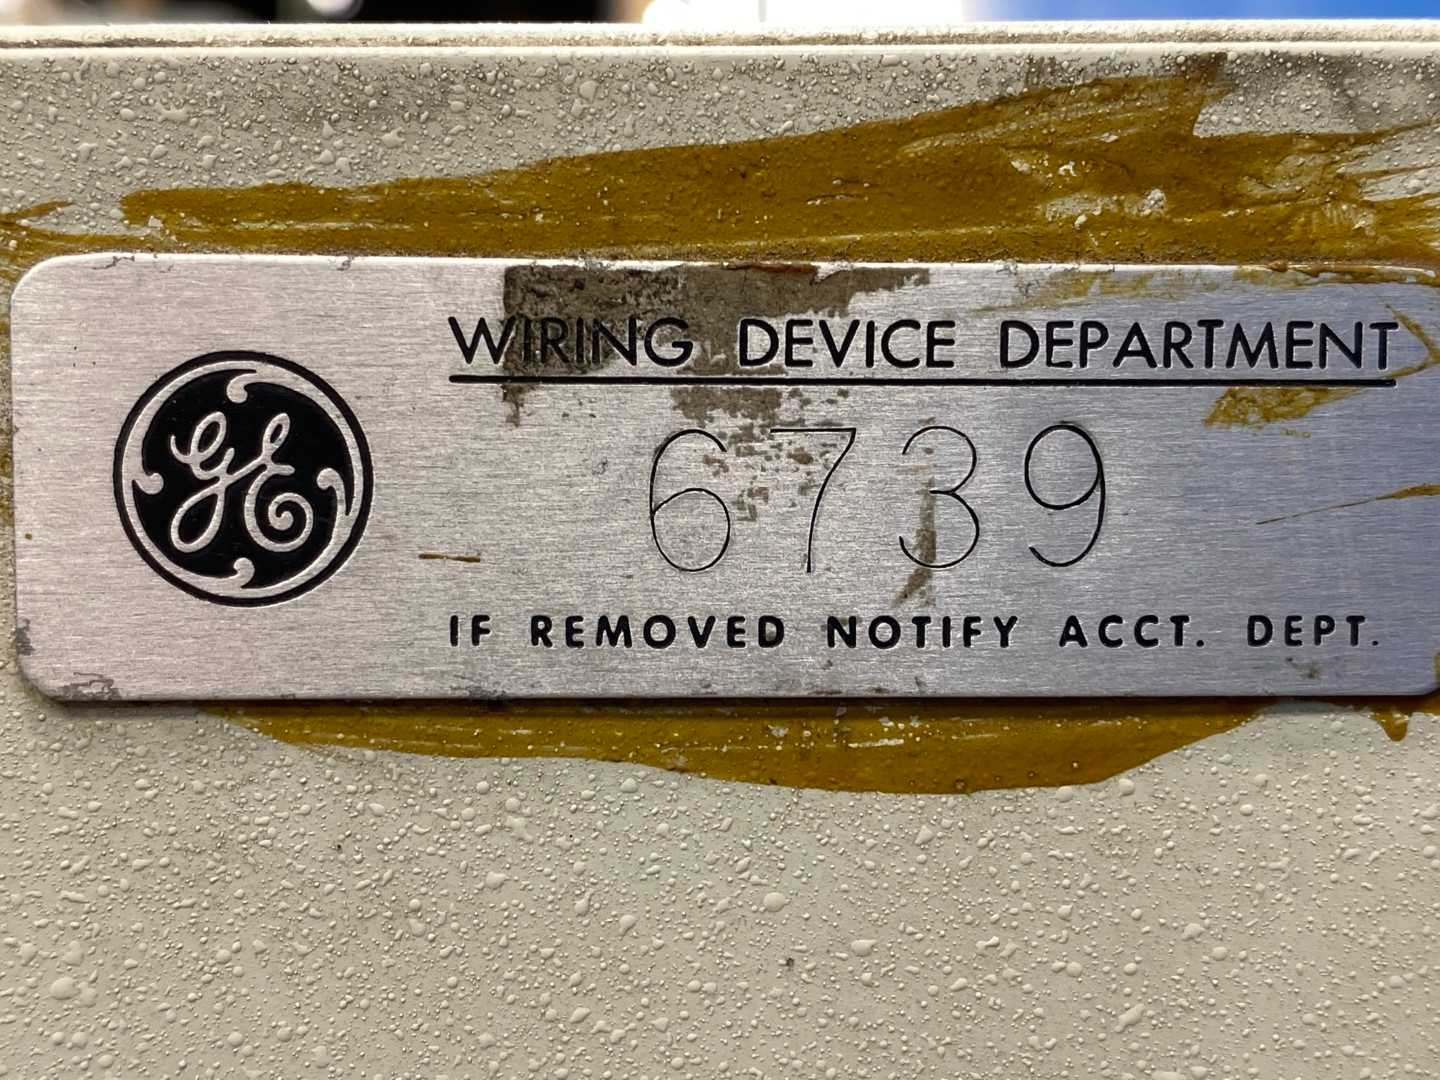 GE
WIRING DEVICE DEPARTMENT
6739
IF REMOVED NOTIFY ACCT. DEPT.